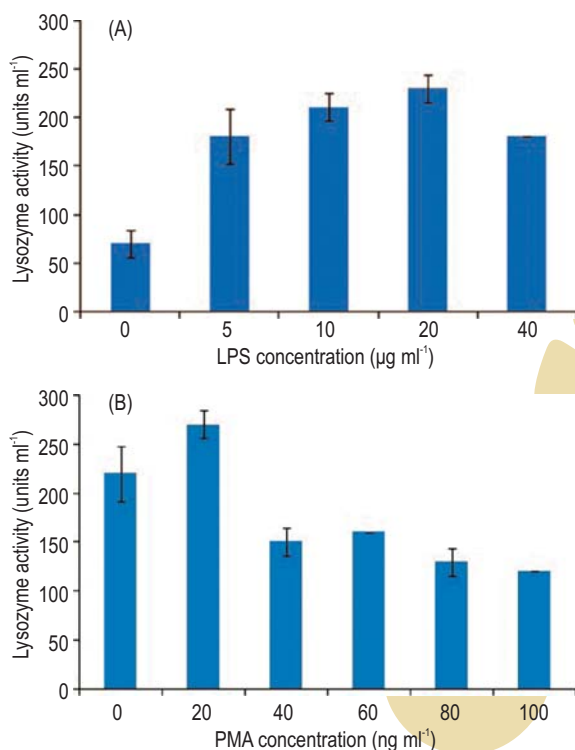 (A)
Lysozyme activity (units ml-1)
300
250
200
150
100
50
0
0 5 10 20 40
LPS concentration (µg ml-1)
(B)
Lysozyme activity (units ml-1)
300
250
200
150
100
50
0
0 20 40 60 80 100
PMA concentration (ng ml-1)